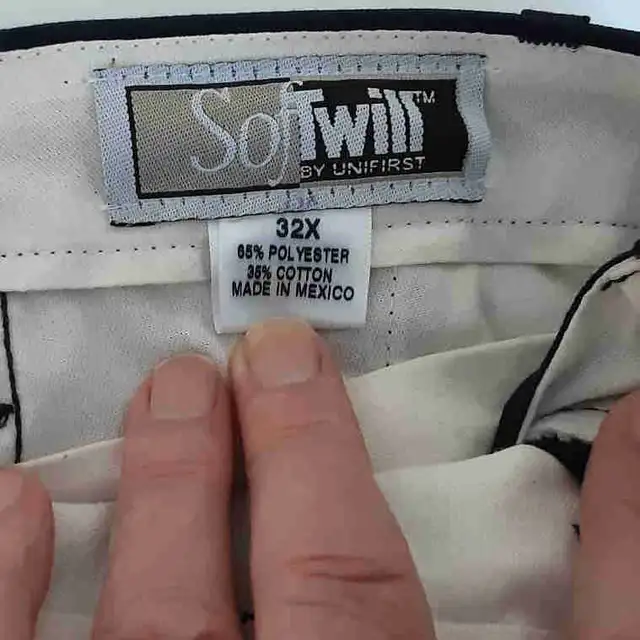 SofTwill™
BY UNIFIRST
32X
65% POLYESTER
35% COTTON
MADE IN MEXICO